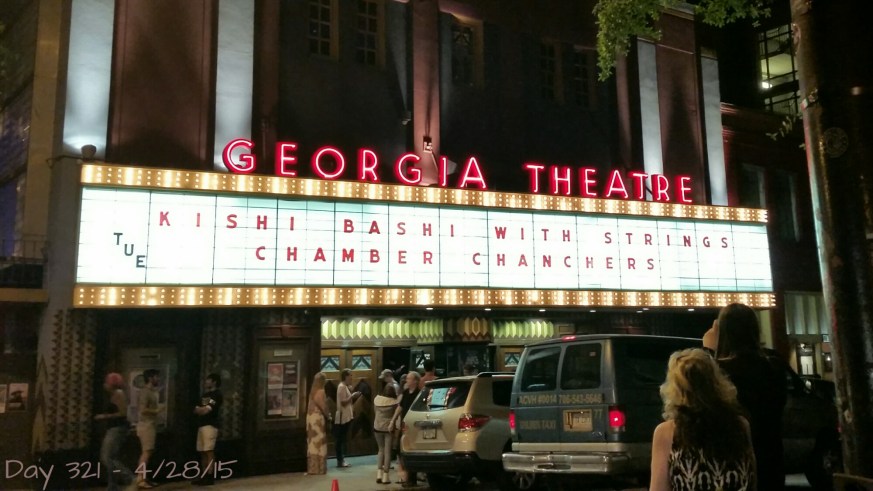 GEORGIA THEATRE
TUE
KISHI BASHI WITH STRINGS
CHAMBER CHANCHERS
Day 321 - 4/28/15